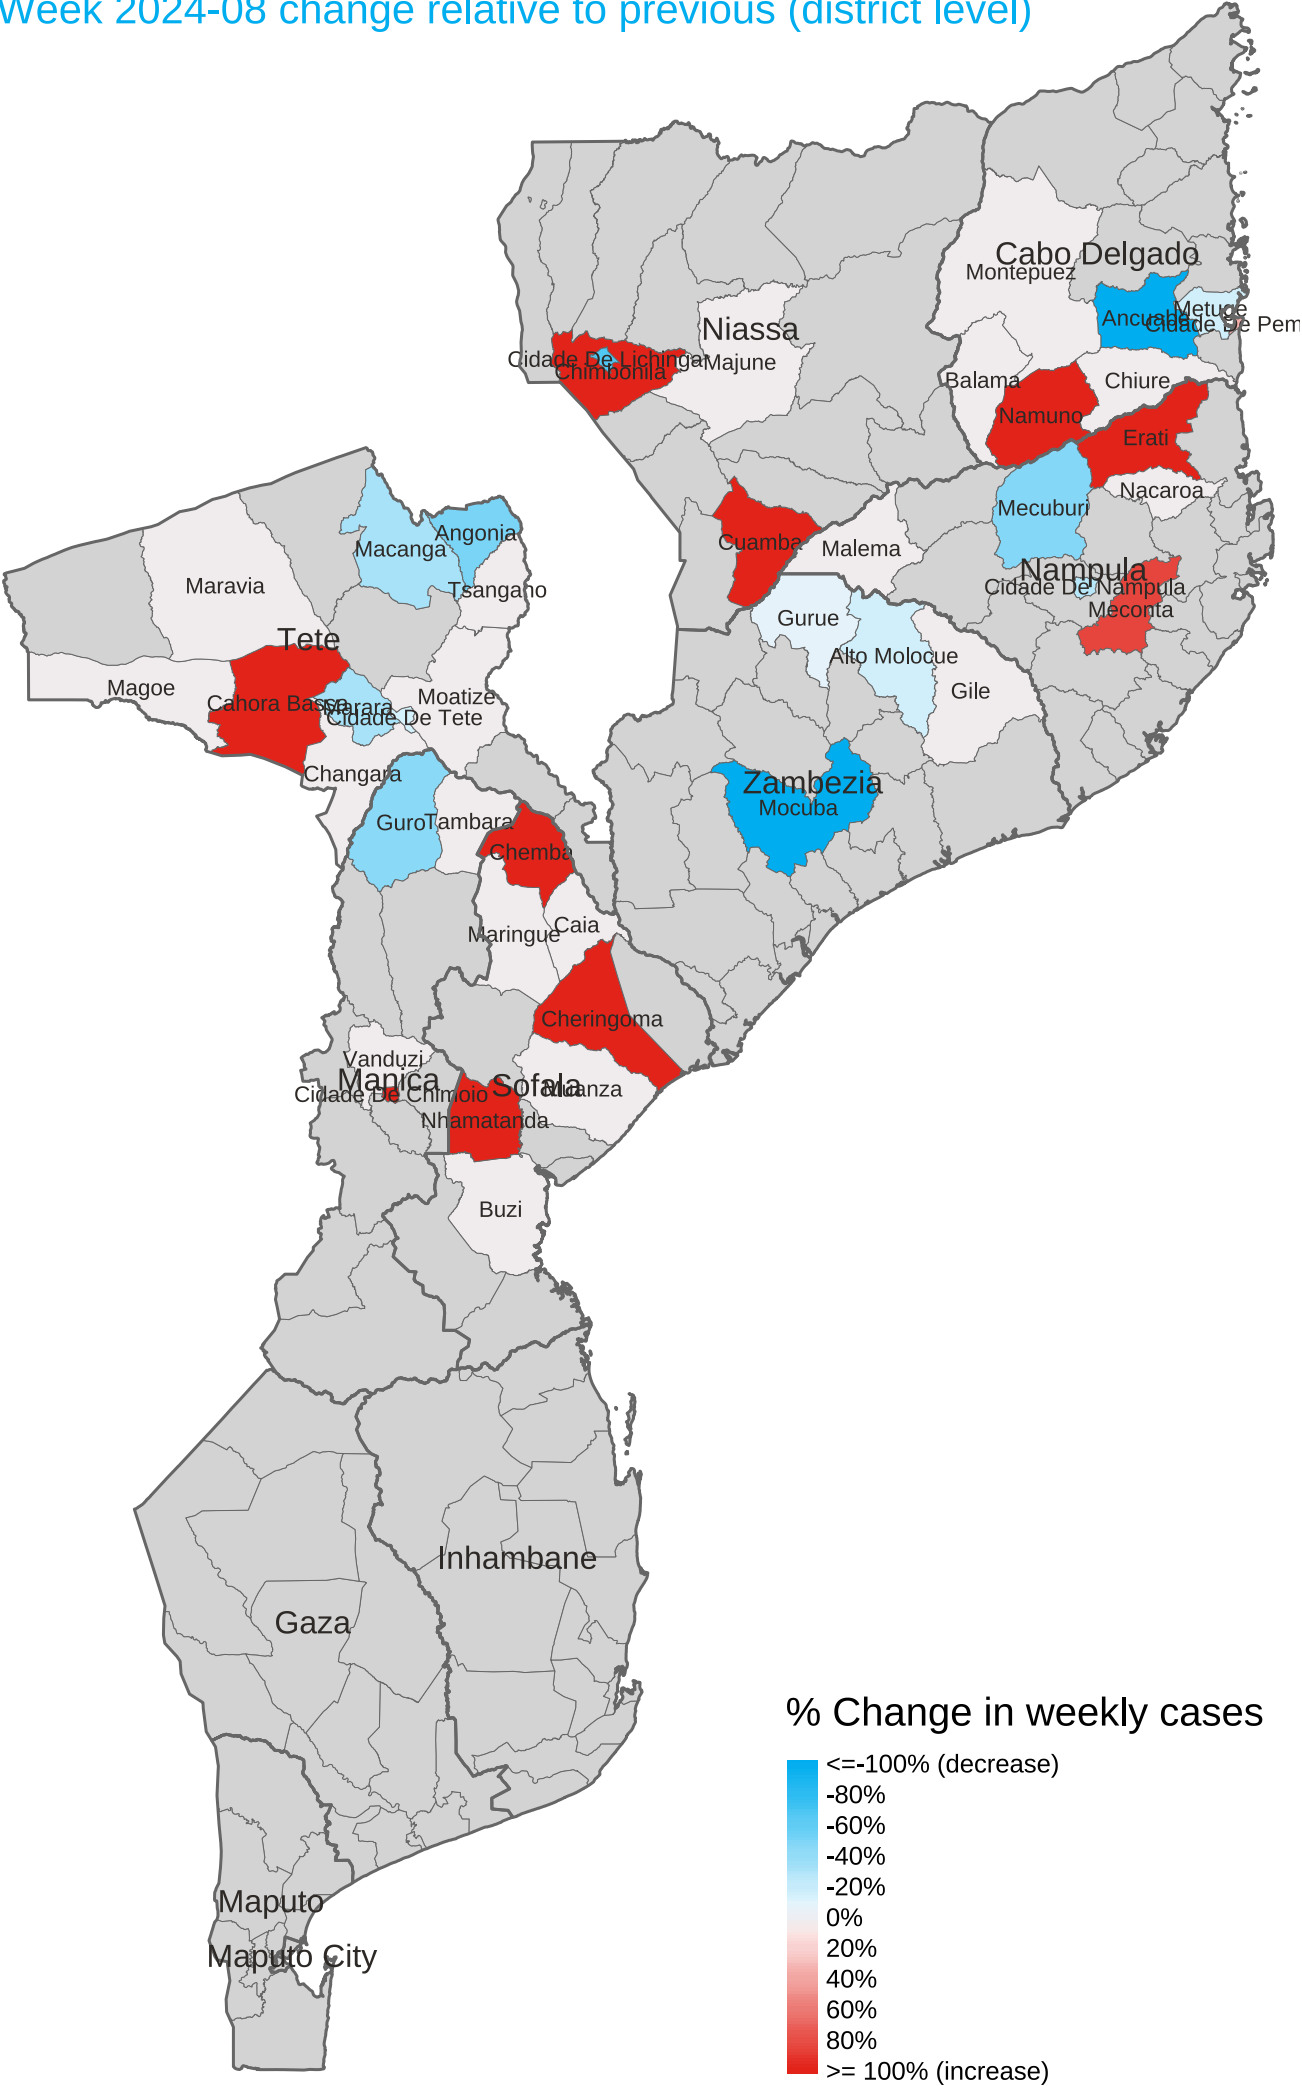 Week 2024-08 change relative to previous (district level)
Cabo Delgado
Montepuez
Metuge
Ancuabe
Cidade De Pem
Niassa
Cidade De Lichinga
Majune
Chimbonila
Balama
Chiure
Namuno
Erati
Nacaroa
Mecuburi
Angonia
Macanga
Cuamba
Malema
Nampula
Maravia
Tsangano
Cidade De Nampula
Meconta
Gurue
Tete
Alto Molocue
Magoe
Gile
Moatize
Cahora Bassa
Marara
Cidade De Tete
Changara
Zambezia
Mocuba
Guro
Tambara
Chemba
Caia
Maringue
Cheringoma
Vanduzi
Manica
Sofala
Muanza
Cidade De Chimoio
Nhamatanda
Buzi
Inhambane
Gaza
Maputo
Maputo City
% Change in weekly cases
<=-100% (decrease)
-80%
-60%
-40%
-20%
0%
20%
40%
60%
80%
>= 100% (increase)